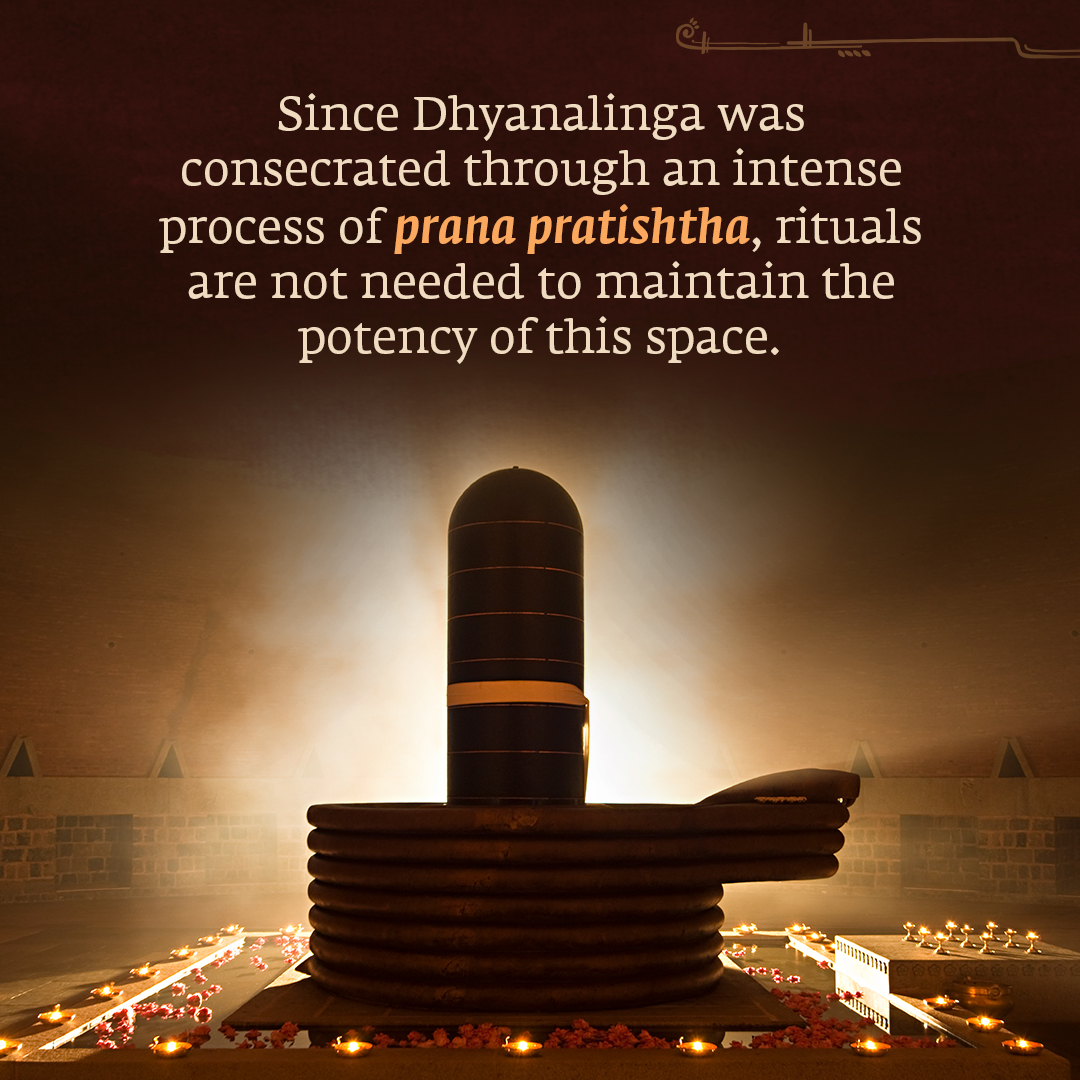 Since Dhyanalinga was
consecrated through an intense
process of prana pratishtha, rituals
are not needed to maintain the
potency of this space.